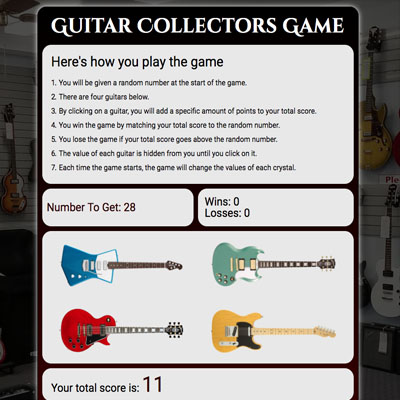 Guitar Collectors Game
Here's how you play the game
1. You will be given a random number at the start of the game.
2. There are four guitars below.
3. By clicking on a guitar, you will add a specific amount of points to your total score.
4. You win the game by matching your total score to the random number.
5. You lose the game if your total score goes above the random number.
6. The value of each guitar is hidden from you until you click on it.
7. Each time the game starts, the game will change the values of each crystal.
Number To Get: 28
Wins: 0
Losses: 0
Your total score is: 11